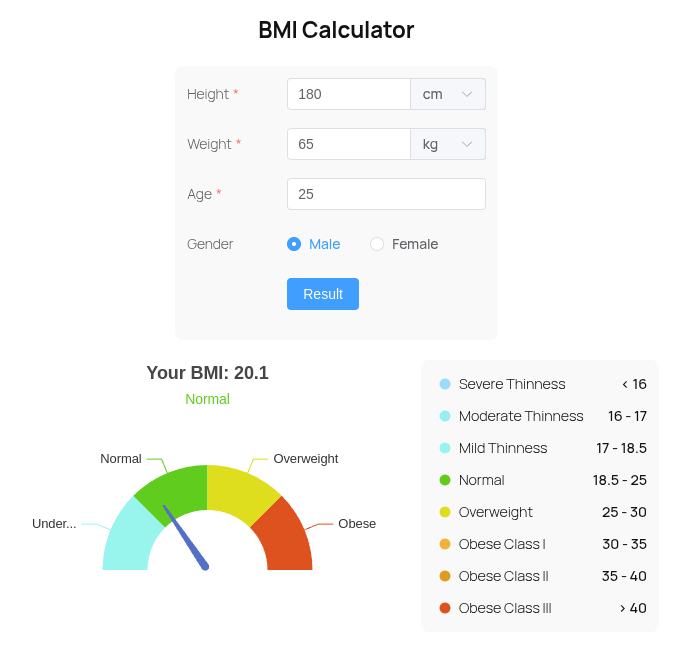 BMI Calculator
Height *
180
cm
Weight *
65
kg
Age *
25
Gender
Male
Female
Result
Your BMI: 20.1
Normal
Normal
Overweight
Under...
Obese
Severe Thinness < 16
Moderate Thinness 16 - 17
Mild Thinness 17 - 18.5
Normal 18.5 - 25
Overweight 25 - 30
Obese Class I 30 - 35
Obese Class II 35 - 40
Obese Class III > 40